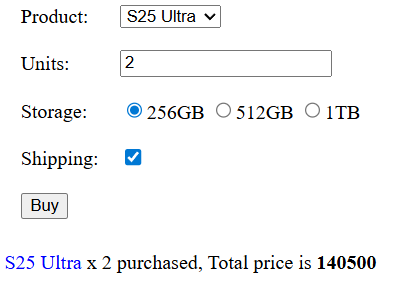 Product: S25 Ultra
Units: 2
Storage: 256GB 512GB 1TB
Shipping:
Buy
S25 Ultra x 2 purchased, Total price is 140500